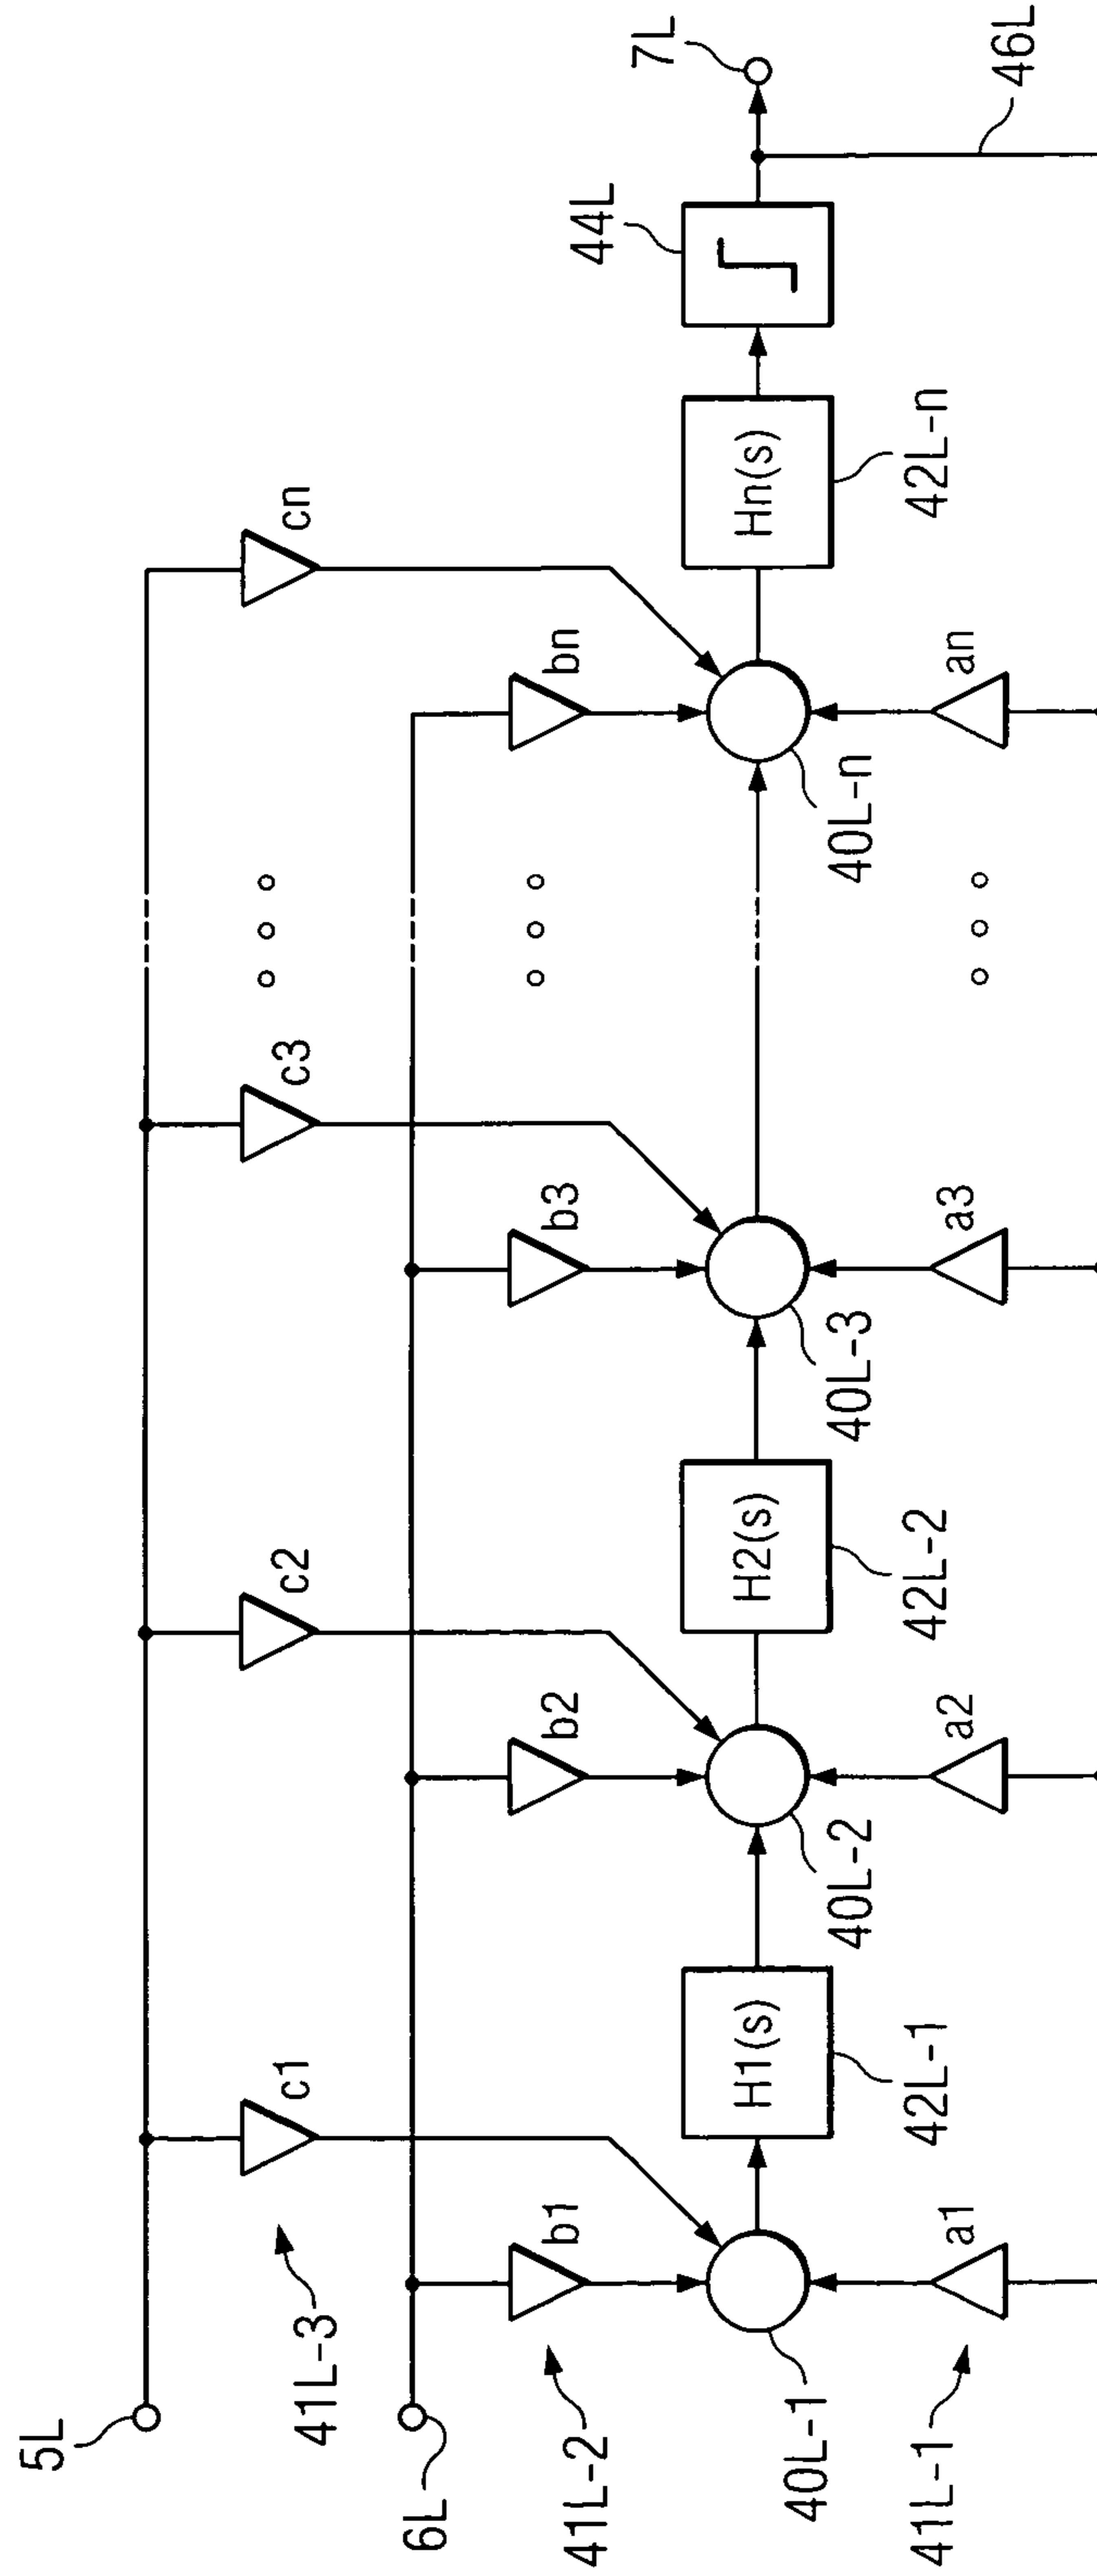 5L
c1
c2
c3
cn
41L-3
6L
b1
b2
b3
bn
41L-2
44L
7L
H1(s)
H2(s)
Hn(s)
40L-1
42L-1
40L-2
42L-2
40L-3
40L-n
42L-n
46L
a1
a2
a3
an
41L-1